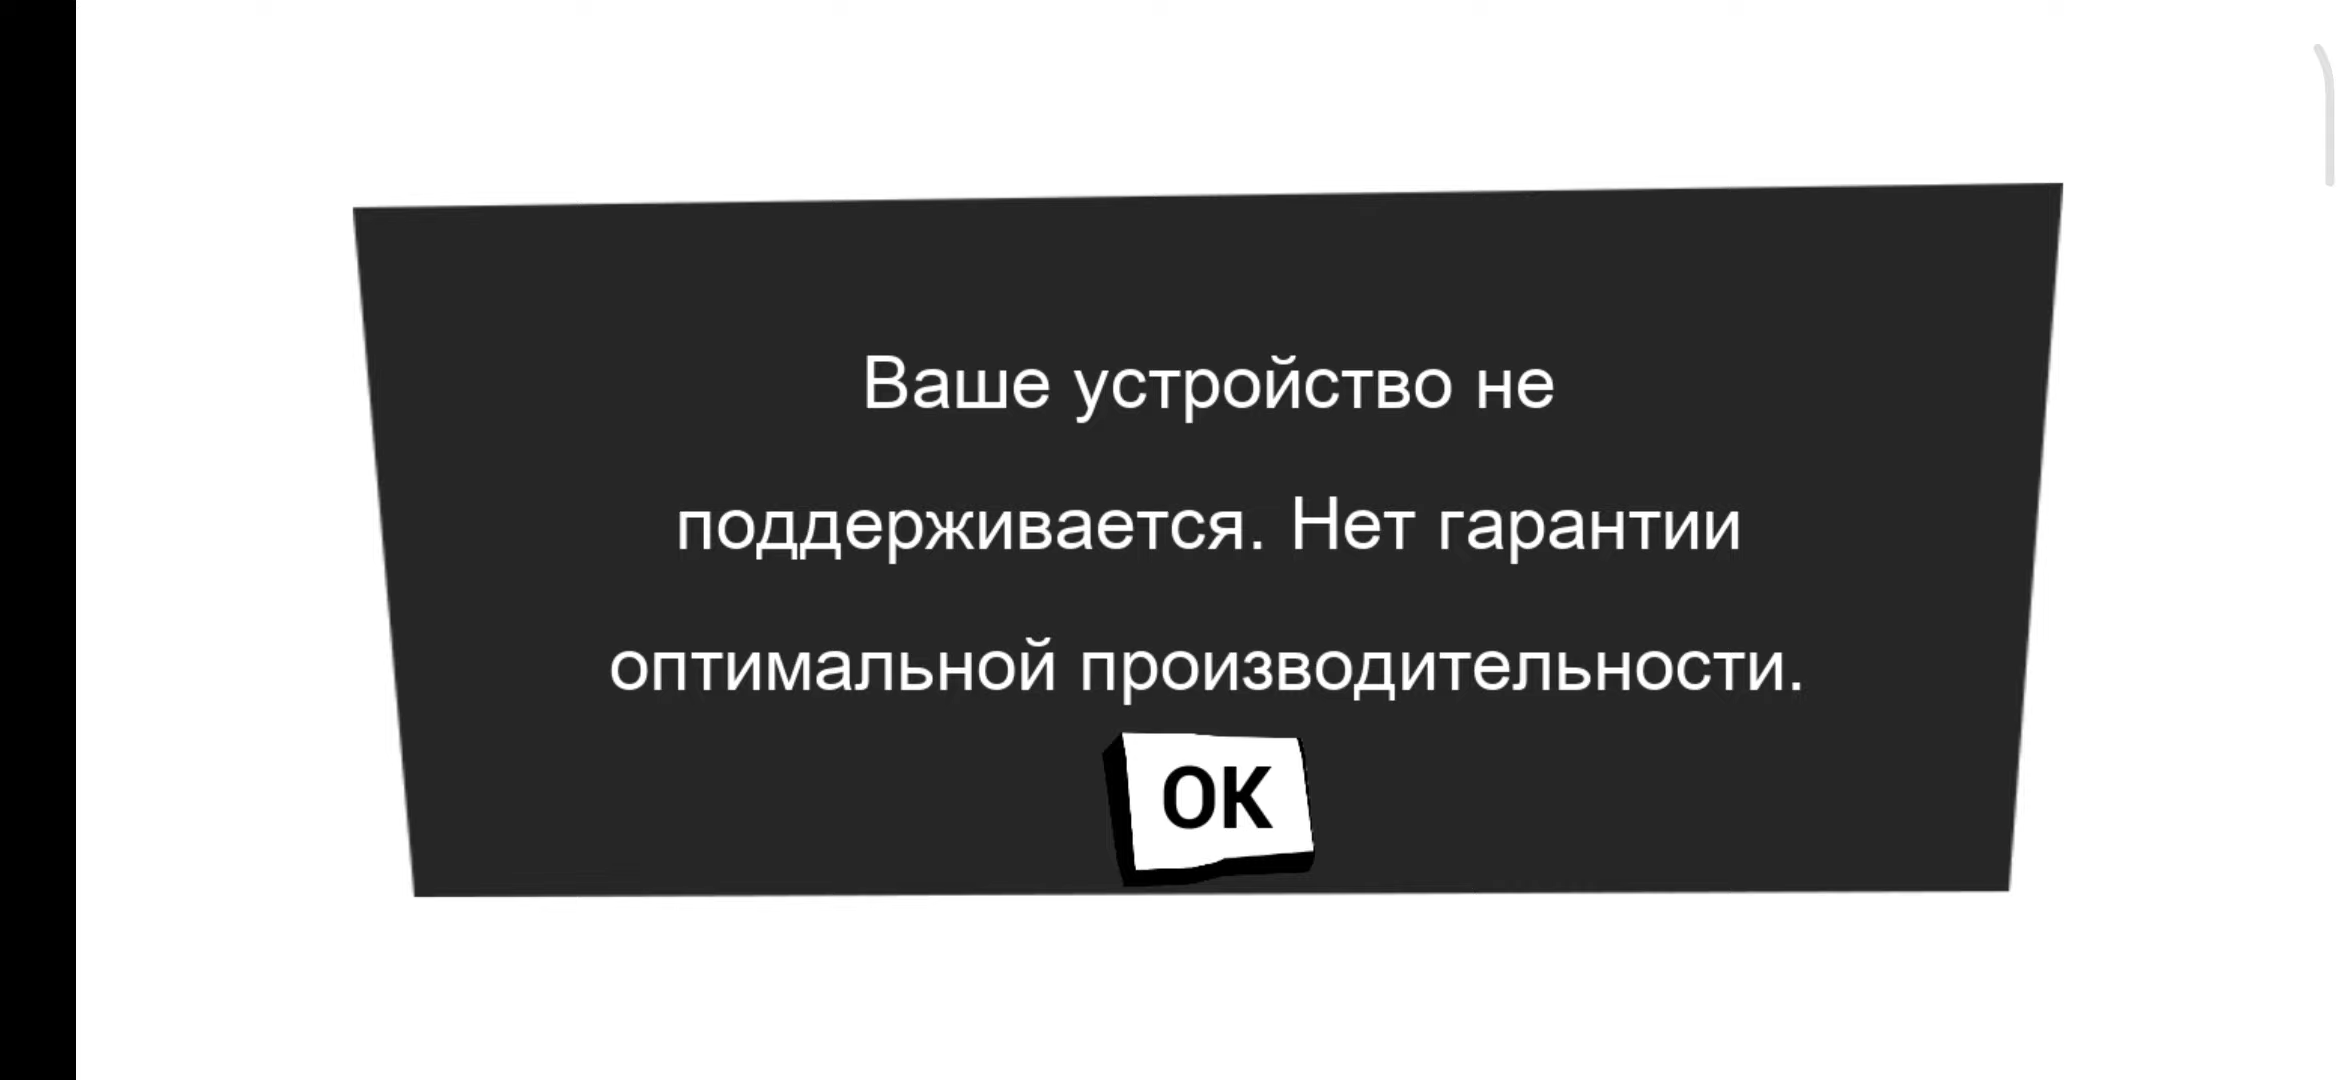 Ваше устройство не
поддерживается. Нет гарантии
оптимальной производительности.
OK